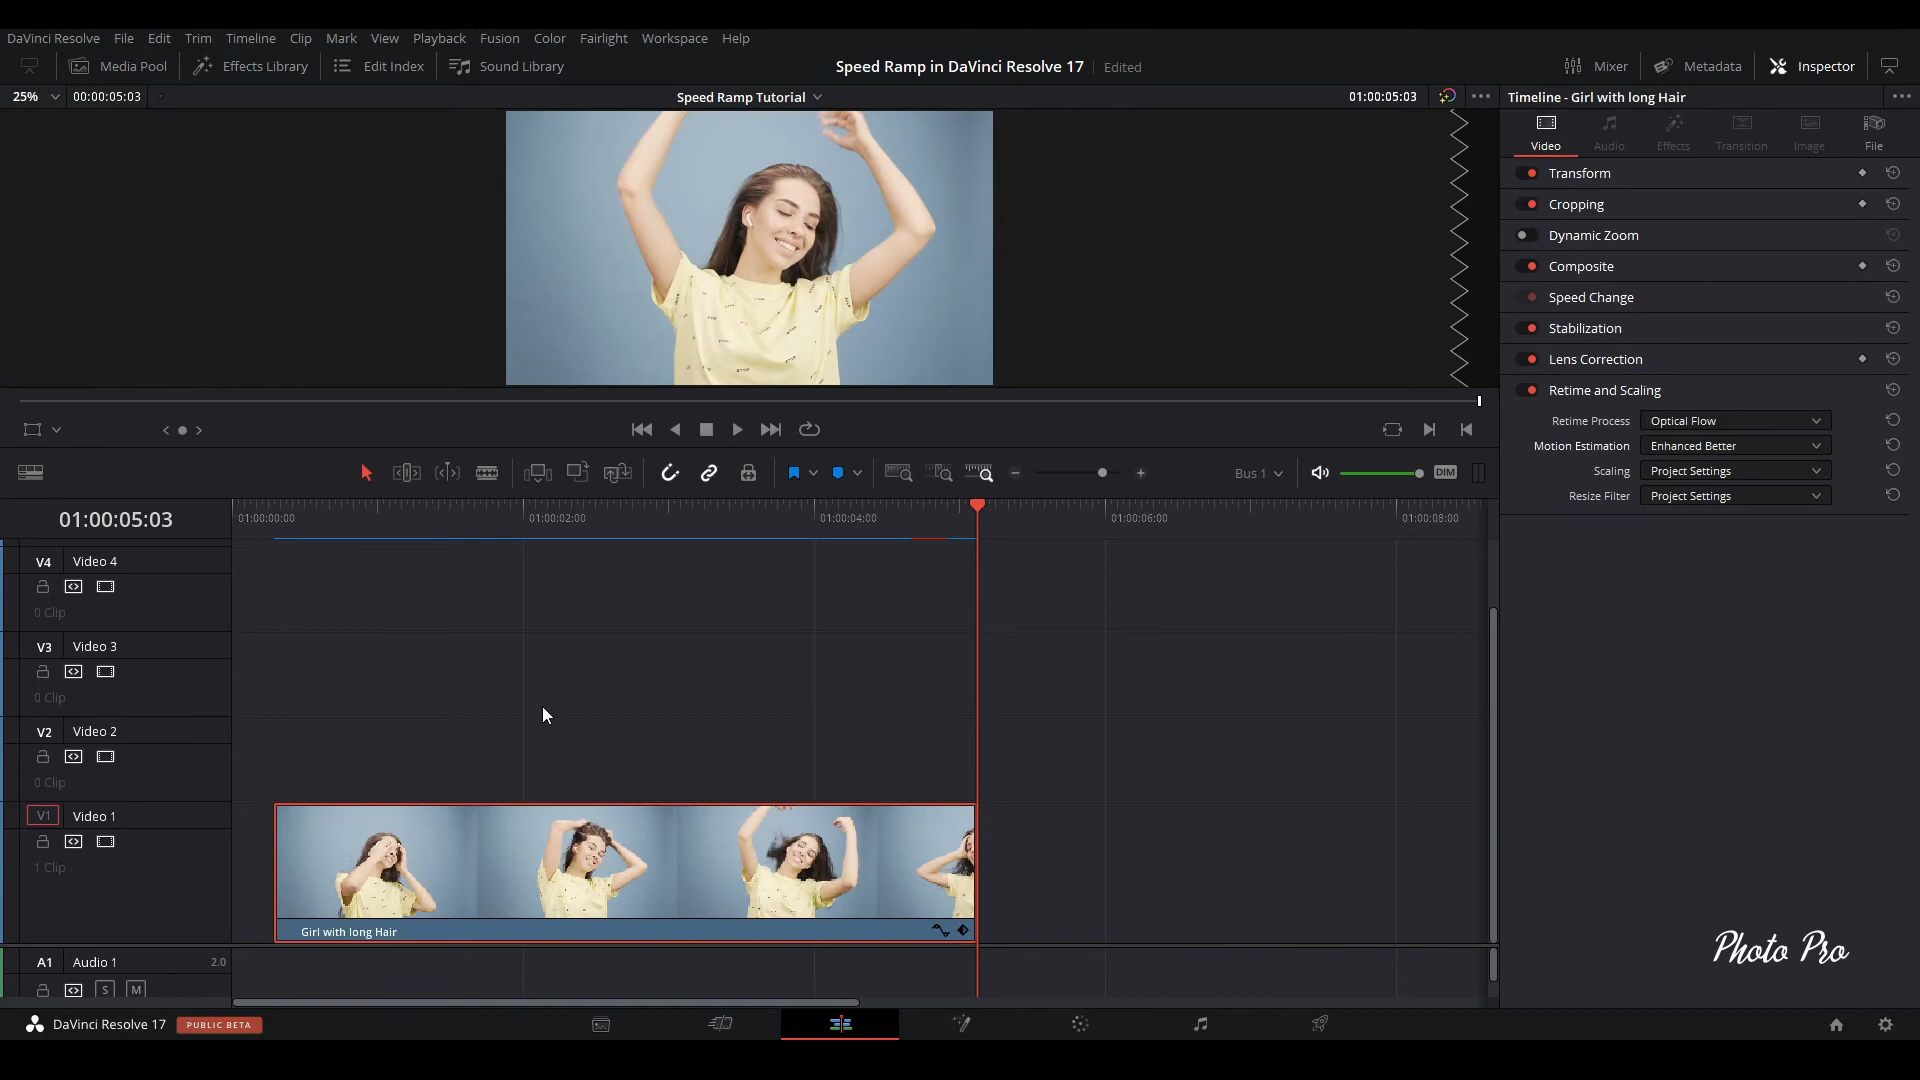 DaVinci Resolve File Edit Trim Timeline Clip Mark View Playback Fusion Color Fairlight Workspace Help
Media Pool Effects Library Edit Index Sound Library Speed Ramp in DaVinci Resolve 17 Edited Mixer Metadata Inspector
25% 00:00:05:03 Speed Ramp Tutorial 01:00:05:03 Timeline - Girl with long Hair
Video Audio Effects Transition Image File
Transform
Cropping
Dynamic Zoom
Composite
Speed Change
Stabilization
Lens Correction
Retime and Scaling
Retime Process Optical Flow
Motion Estimation Enhanced Better
Scaling Project Settings
Resize Filter Project Settings
Bus 1 DIM
01:00:05:03 01:00:00:00 01:00:02:00 01:00:04:00 01:00:06:00 01:00:08:00
V4 Video 4
0 Clip
V3 Video 3
0 Clip
V2 Video 2
0 Clip
V1 Video 1
1 Clip
Girl with long Hair
A1 Audio 1 2.0
S M
Photo Pro
DaVinci Resolve 17 PUBLIC BETA